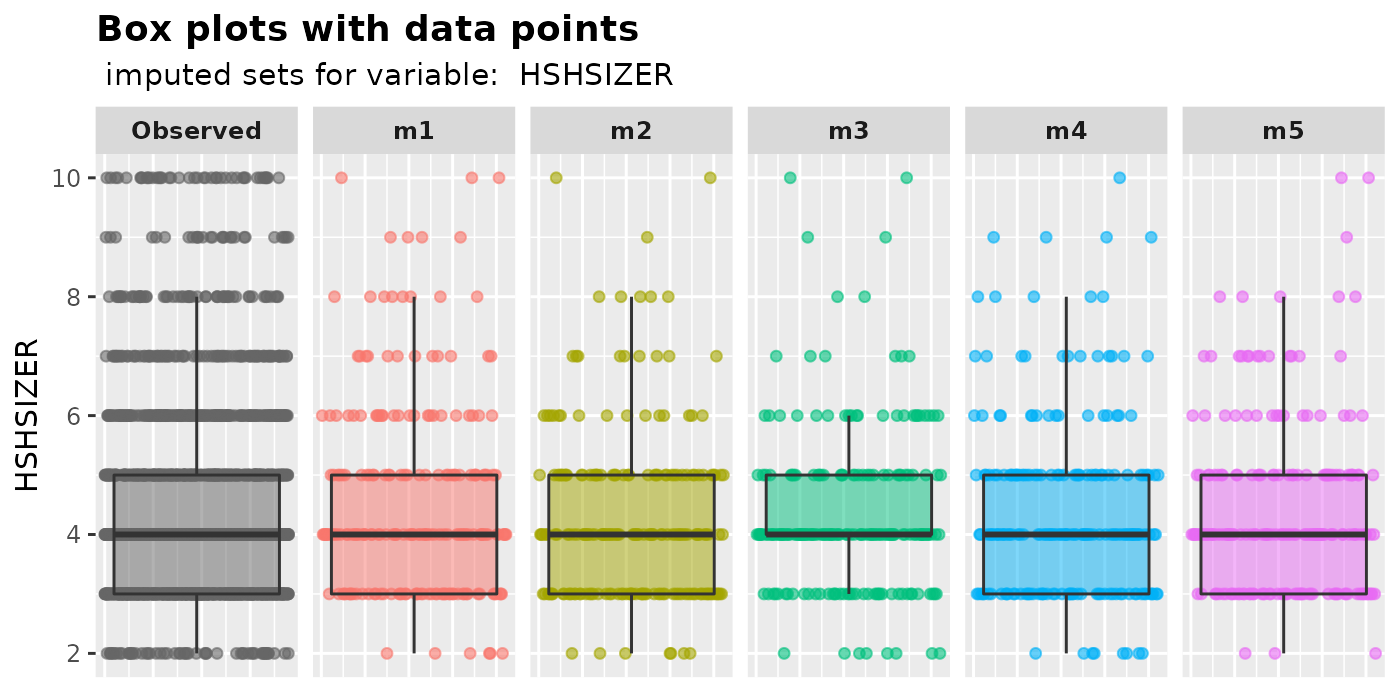 Box plots with data points
imputed sets for variable: HSHSIZER
Observed m1 m2 m3 m4 m5
10
8
6
4
2
HSHSIZER